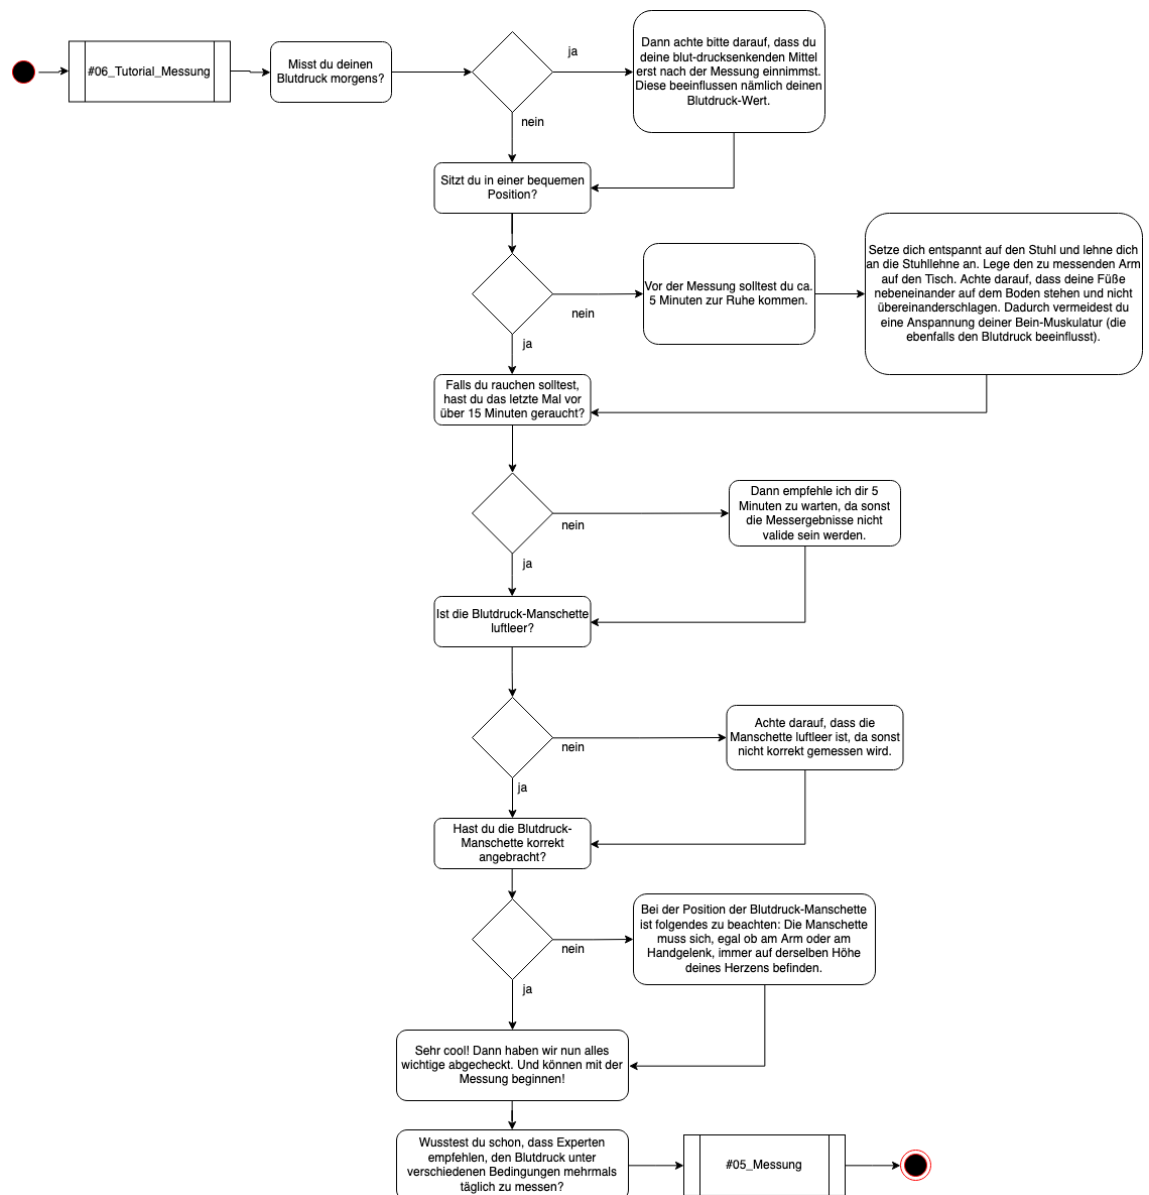 #06_Tutorial_Messung
Misst du deinen
Blutdruck morgens?
ja
Dann achte bitte darauf, dass du
deine blut-drucksenkenden Mittel
erst nach der Messung einnimmst.
Diese beeinflussen nämlich deinen
Blutdruck-Wert.
nein
Sitzt du in einer bequemen
Position?
nein
Vor der Messung solltest du ca.
5 Minuten zur Ruhe kommen.
Setze dich entspannt auf den Stuhl und lehne dich
an die Stuhllehne an. Lege den zu messenden Arm
auf den Tisch. Achte darauf, dass deine Füße
nebeneinander auf dem Boden stehen und nicht
übereinanderschlagen. Dadurch vermeidest du
eine Anspannung deiner Bein-Muskulatur (die
ebenfalls den Blutdruck beeinflusst).
ja
Falls du rauchen solltest,
hast du das letzte Mal vor
über 15 Minuten geraucht?
nein
Dann empfehle ich dir 5
Minuten zu warten, da sonst
die Messergebnisse nicht
valide sein werden.
ja
Ist die Blutdruck-Manschette
luftleer?
nein
Achte darauf, dass die
Manschette luftleer ist, da sonst
nicht korrekt gemessen wird.
ja
Hast du die Blutdruck-
Manschette korrekt
angebracht?
nein
Bei der Position der Blutdruck-Manschette
ist folgendes zu beachten: Die Manschette
muss sich, egal ob am Arm oder am
Handgelenk, immer auf derselben Höhe
deines Herzens befinden.
ja
Sehr cool! Dann haben wir nun alles
wichtige abgecheckt. Und können mit der
Messung beginnen!
Wusstest du schon, dass Experten
empfehlen, den Blutdruck unter
verschiedenen Bedingungen mehrmals
täglich zu messen?
#05_Messung